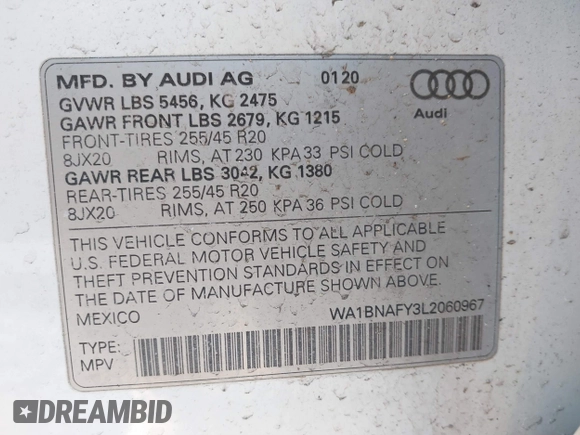 MFD. BY AUDI AG 01 20
GVWR LBS 5456, KG 2475
GAWR FRONT LBS 2679, KG 1215
FRONT-TIRES 255/45 R20
8JX20 RIMS, AT 230 KPA 33 PSI COLD
GAWR REAR LBS 3042, KG 1380
REAR-TIRES 255/45 R20
8JX20 RIMS, AT 250 KPA 36 PSI COLD
Audi
THIS VEHICLE CONFORMS TO ALL APPLICABLE
U.S. FEDERAL MOTOR VEHICLE SAFETY AND
THEFT PREVENTION STANDARDS IN EFFECT ON
THE DATE OF MANUFACTURE SHOWN ABOVE.
MEXICO WA1BNAFY3L2060967
TYPE:
MPV
DREAMBID